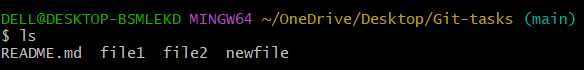 DELL@DESKTOP-BSMLEKD MINGW64 ~/OneDrive/Desktop/Git-tasks (main)
$ ls
README.md  file1  file2  newfile